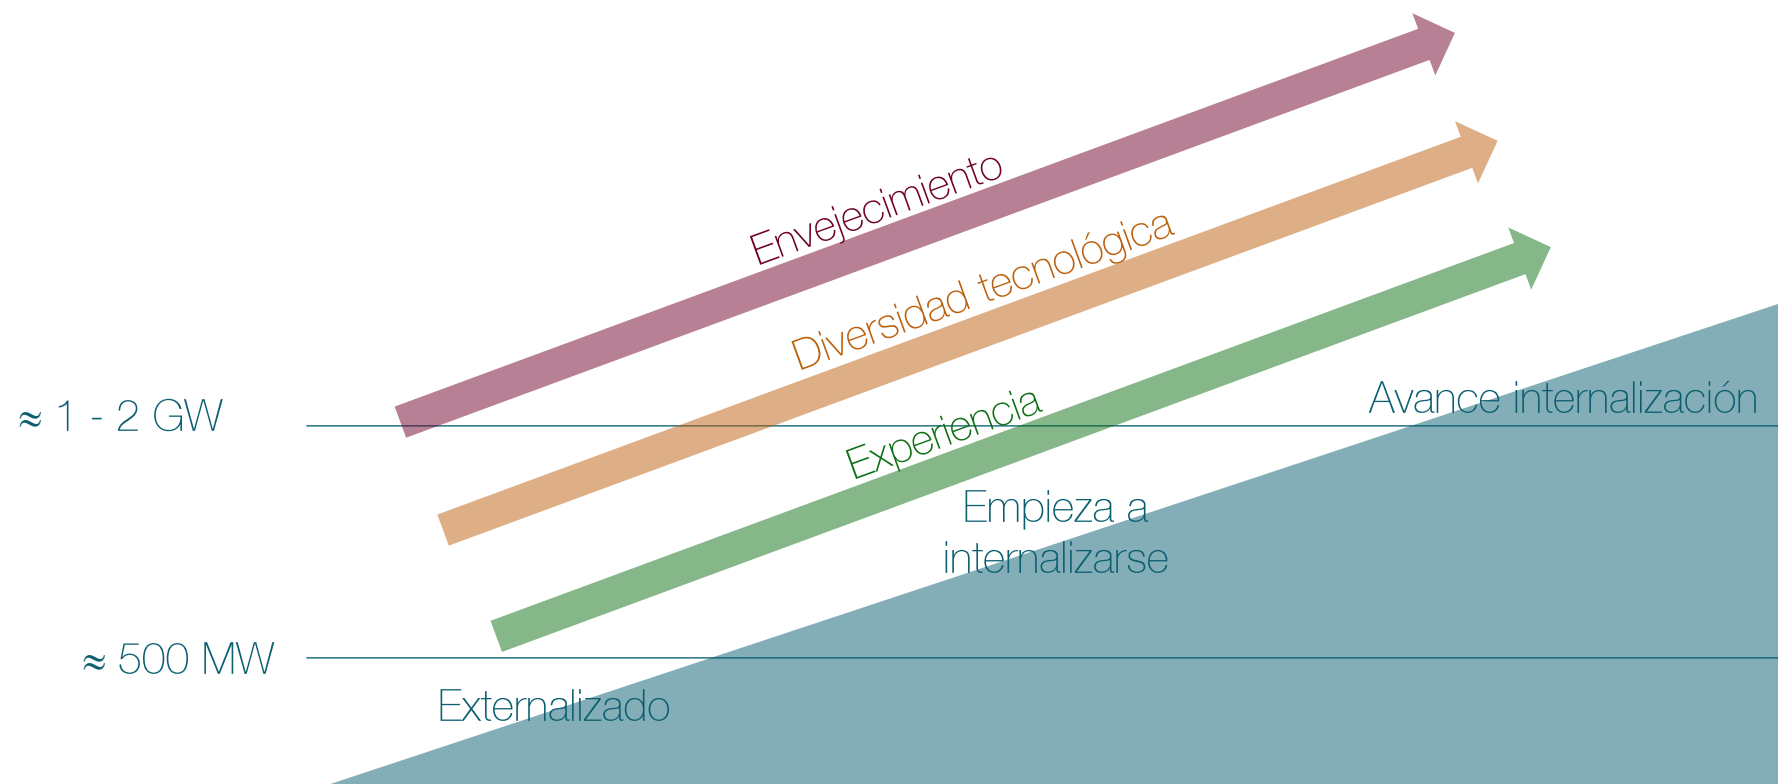 Envejecimiento
Diversidad tecnológica
Experiencia
≈ 1 - 2 GW
Avance internalización
Empieza a
internalizarse
≈ 500 MW
Externalizado